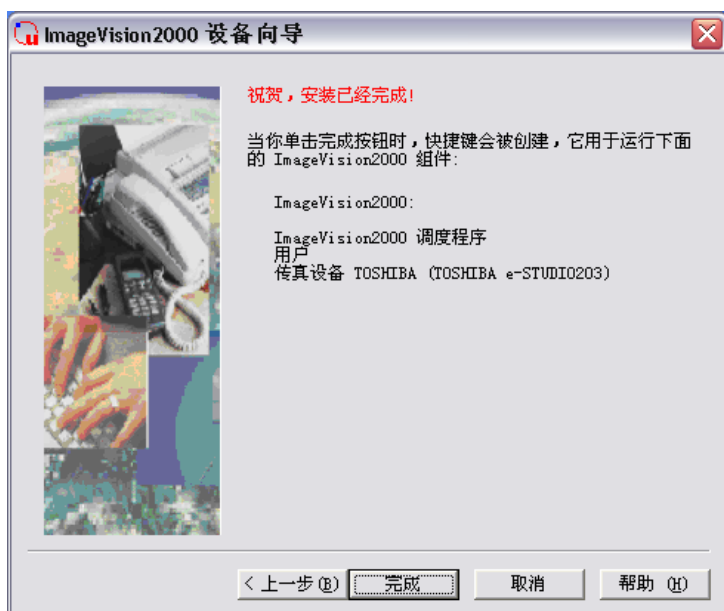 ImageVision2000 设备向导
祝贺，安装已经完成!
当你单击完成按钮时，快捷键会被创建，它用于运行下面
的 ImageVision2000 组件:
ImageVision2000:
ImageVision2000 调度程序
用户
传真设备 TOSHIBA (TOSHIBA e-STUDIO203)
< 上一步(B)
完成
取消
帮助 (H)